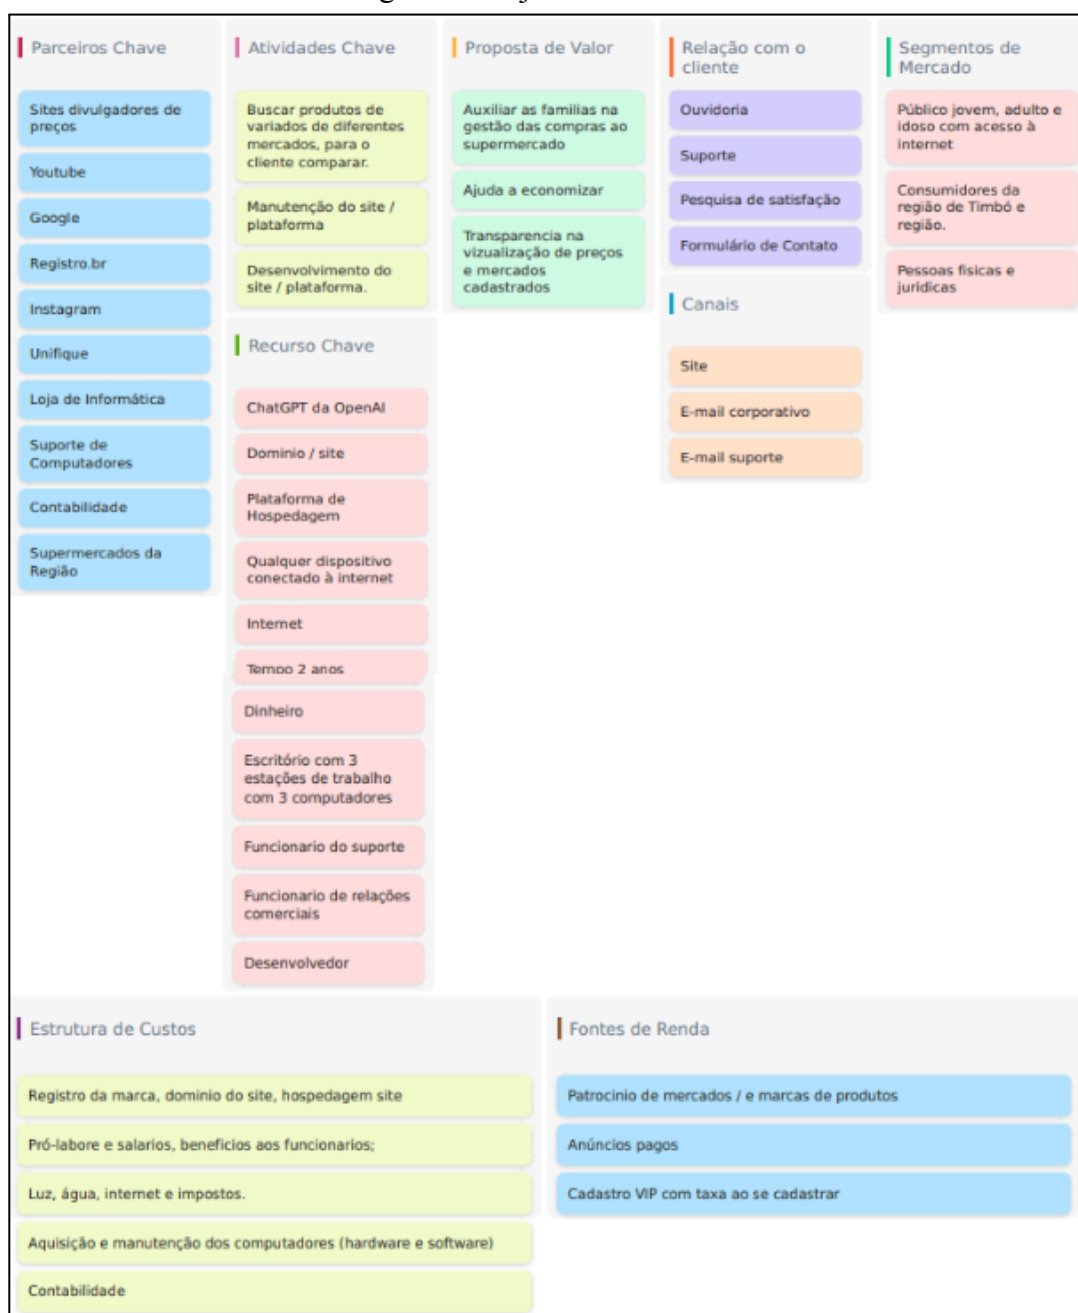 Parceiros Chave
Sites divulgadores de
preços
Youtube
Google
Registro.br
Instagram
Unifique
Loja de Informática
Suporte de
Computadores
Contabilidade
Supermercados da
Região
Atividades Chave
Buscar produtos de
variados de diferentes
mercados, para o
cliente comparar.
Manutenção do site /
plataforma
Desenvolvimento do
site / plataforma.
Recurso Chave
ChatGPT da OpenAI
Dominio / site
Plataforma de
Hospedagem
Qualquer dispositivo
conectado à internet
Internet
Tempo 2 anos
Dinheiro
Escritório com 3
estações de trabalho
com 3 computadores
Funcionario do suporte
Funcionario de relações
comerciais
Desenvolvedor
Proposta de Valor
Auxiliar as familias na
gestão das compras ao
supermercado
Ajuda a economizar
Transparencia na
vizualização de preços
e mercados
cadastrados
Relação com o
cliente
Ouvidoria
Suporte
Pesquisa de satisfação
Formulário de Contato
Canais
Site
E-mail corporativo
E-mail suporte
Segmentos de
Mercado
Público jovem, adulto e
idoso com acesso à
internet
Consumidores da
região de Timbó e
região.
Pessoas fisicas e
juridicas
Estrutura de Custos
Registro da marca, dominio do site, hospedagem site
Pró-labore e salarios, beneficios aos funcionarios;
Luz, água, internet e impostos.
Aquisição e manutenção dos computadores (hardware e software)
Contabilidade
Fontes de Renda
Patrocinio de mercados / e marcas de produtos
Anúncios pagos
Cadastro VIP com taxa ao se cadastrar